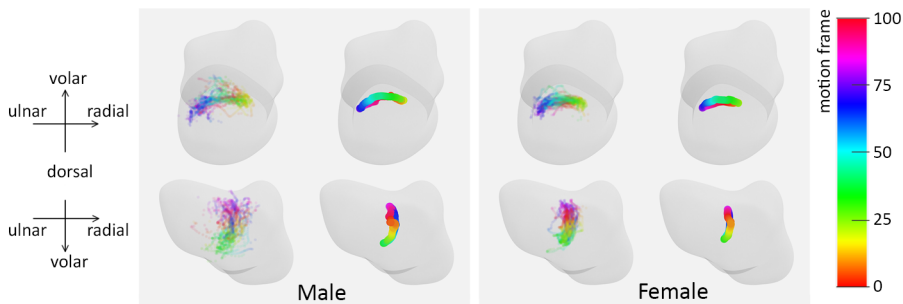 volar
ulnar radial
dorsal
ulnar radial
volar
Male
Female
motion frame
100
75
50
25
0